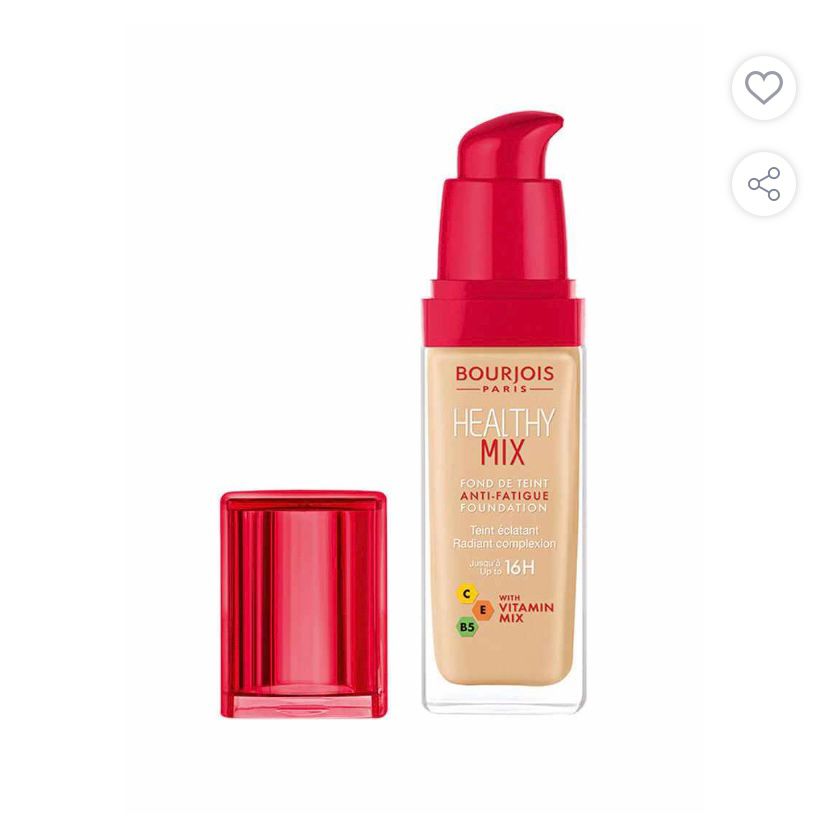 BOURJOIS
PARIS
HEALTHY
MIX
FOND DE TEINT
ANTI-FATIGUE
FOUNDATION
Teint éclatant
Radiant complexion
Jusqu'à
Up to 16H
C
E
B5
WITH
VITAMIN
MIX